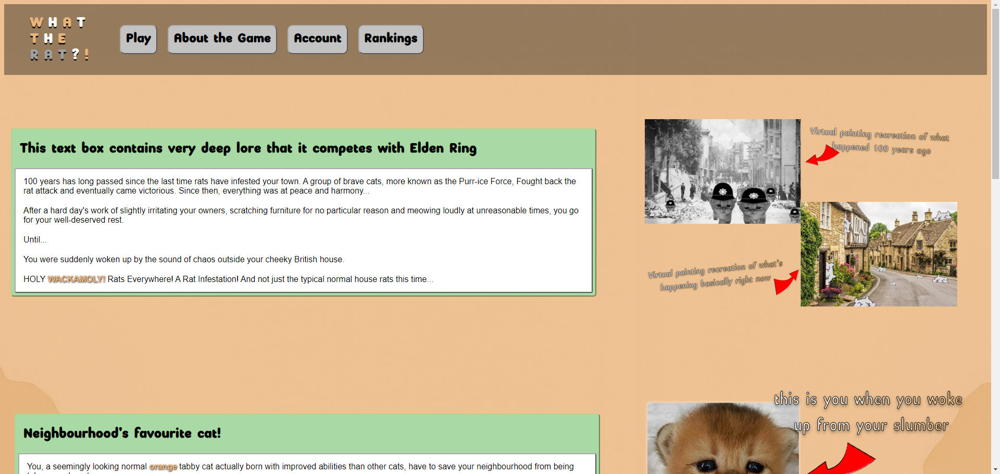 WHAT
THE
RAT?!
Play
About the Game
Account
Rankings
This text box contains very deep lore that it competes with Elden Ring
100 years has long passed since the last time rats have infested your town. A group of brave cats, more known as the Purr-ice Force, Fought back the
rat attack and eventually came victorious. Since then, everything was at peace and harmony...
After a hard day's work of slightly irritating your owners, scratching furniture for no particular reason and meowing loudly at unreasonable times, you go
for your well-deserved rest.
Until...
You were suddenly woken up by the sound of chaos outside your cheeky British house.
HOLY WACKAMOLY! Rats Everywhere! A Rat Infestation! And not just the typical normal house rats this time...
Virtual painting recreation of what
happened 100 years ago
Virtual painting recreation of what's
happening basically right now
Neighbourhood's favourite cat!
You, a seemingly looking normal orange tabby cat actually born with improved abilities than other cats, have to save your neighbourhood from being
this is you when you woke
up from your slumber